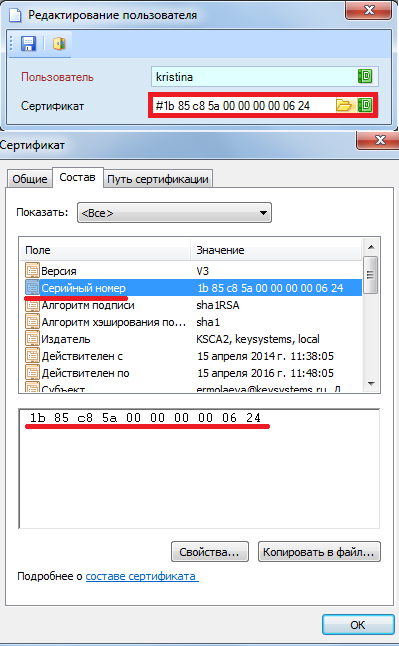 Редактирование пользователя
Пользователь kristina
Сертификат #1b 85 c8 5a 00 00 00 00 06 24
Сертификат
Общие Состав Путь сертификации
Показать: <Все>
Поле Значение
Версия V3
Серийный номер 1b 85 c8 5a 00 00 00 00 06 24
Алгоритм подписи sha1RSA
Алгоритм хэширования по... sha1
Издатель KSCA2, keysystems, local
Действителен с 15 апреля 2014 г. 11:38:05
Действителен по 15 апреля 2016 г. 11:48:05
Субъект ermolaeva@keysystems.ru, Л
1b 85 c8 5a 00 00 00 00 06 24
Свойства... Копировать в файл...
Подробнее о составе сертификата
ОК